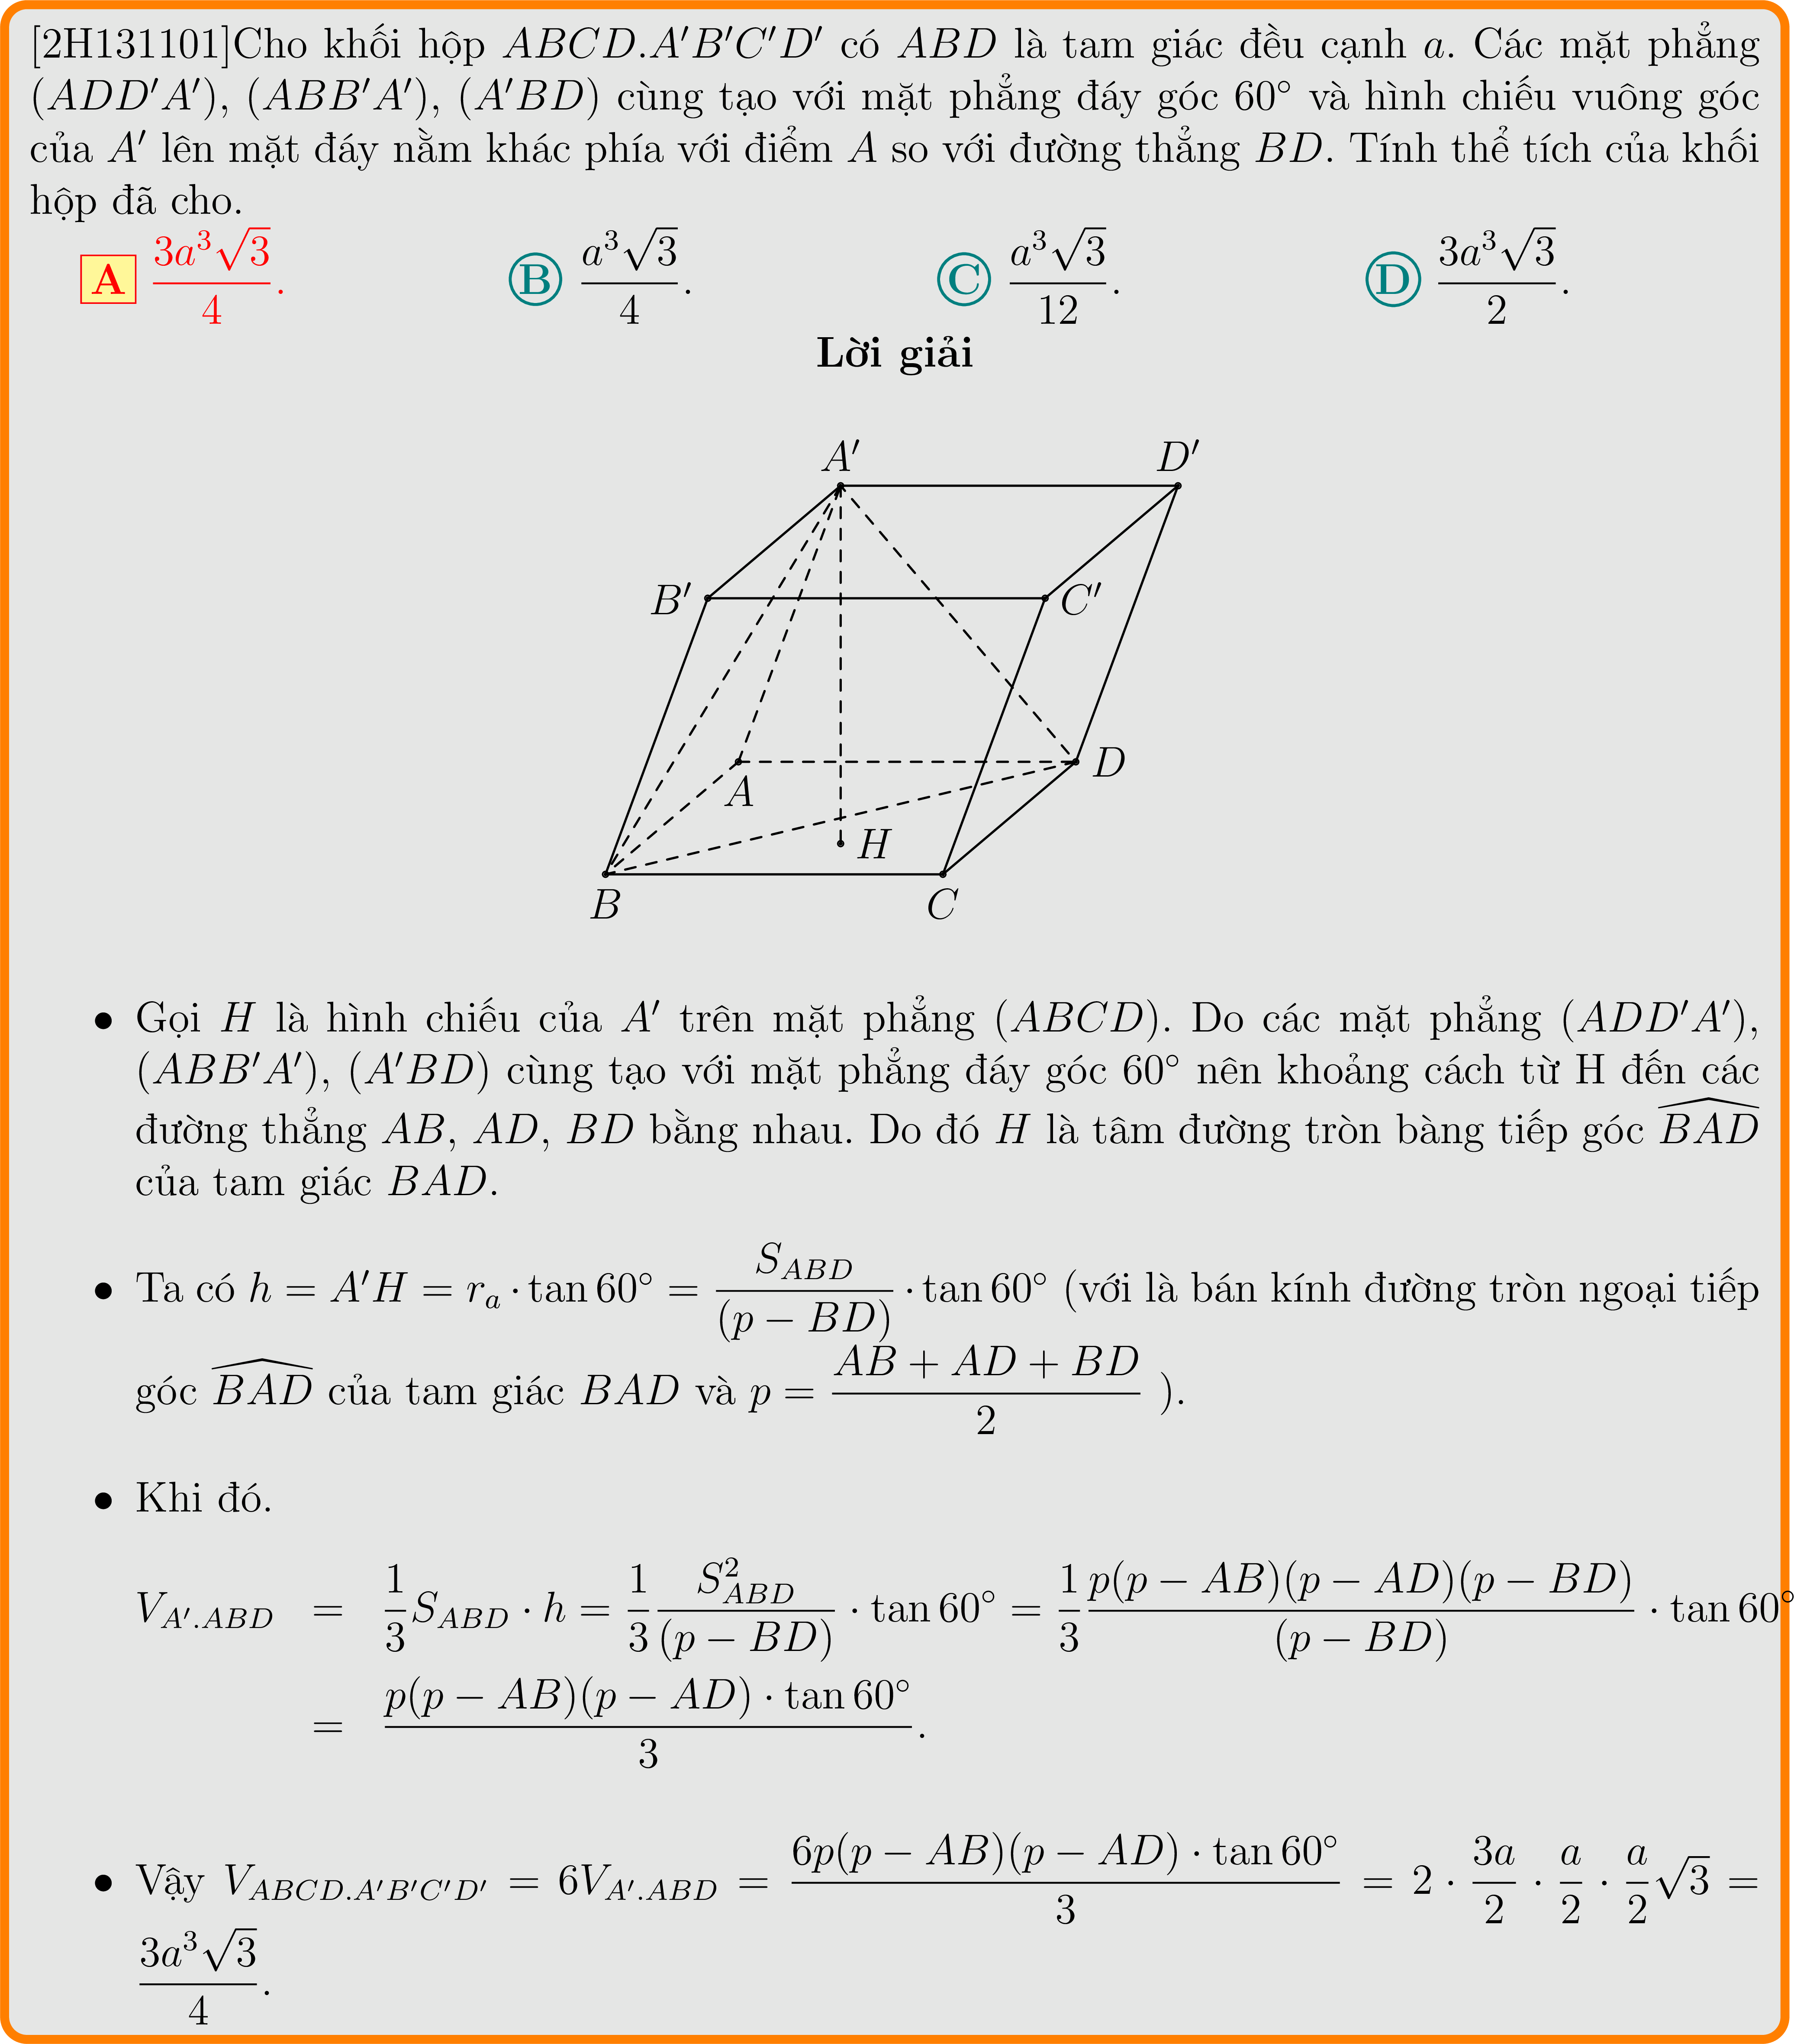 [2H131101]Cho khối hộp ABCD.A′B′C′D′ có ABD là tam giác đều cạnh a. Các mặt phẳng
(ADD′A′), (ABB′A′), (A′BD) cùng tạo với mặt phẳng đáy góc 60° và hình chiếu vuông góc
của A′ lên mặt đáy nằm khác phía với điểm A so với đường thẳng BD. Tính thể tích của khối
hộp đã cho.
A $\frac{3a^3\sqrt{3}}{4}$. B $\frac{a^3\sqrt{3}}{4}$. C $\frac{a^3\sqrt{3}}{12}$. D $\frac{3a^3\sqrt{3}}{2}$.
Lời giải
A′ D′
B′ C′
A D
H
B C
• Gọi H là hình chiếu của A′ trên mặt phẳng (ABCD). Do các mặt phẳng (ADD′A′),
(ABB′A′), (A′BD) cùng tạo với mặt phẳng đáy góc 60° nên khoảng cách từ H đến các
đường thẳng AB, AD, BD bằng nhau. Do đó H là tâm đường tròn bàng tiếp góc $\widehat{BAD}$
của tam giác BAD.
• Ta có $h = A'H = r_a \cdot \tan 60° = \frac{S_{ABD}}{(p - BD)} \cdot \tan 60°$ (với là bán kính đường tròn ngoại tiếp
góc $\widehat{BAD}$ của tam giác BAD và $p = \frac{AB + AD + BD}{2}$ ).
• Khi đó.
$V_{A'.ABD} = \frac{1}{3}S_{ABD} \cdot h = \frac{1}{3}\frac{S^2_{ABD}}{(p - BD)} \cdot \tan 60° = \frac{1}{3}\frac{p(p - AB)(p - AD)(p - BD)}{(p - BD)} \cdot \tan 60°$
$= \frac{p(p - AB)(p - AD) \cdot \tan 60°}{3}$.
• Vậy $V_{ABCD.A'B'C'D'} = 6V_{A'.ABD} = \frac{6p(p - AB)(p - AD) \cdot \tan 60°}{3} = 2 \cdot \frac{3a}{2} \cdot \frac{a}{2} \cdot \frac{a}{2}\sqrt{3} =$
$\frac{3a^3\sqrt{3}}{4}$.